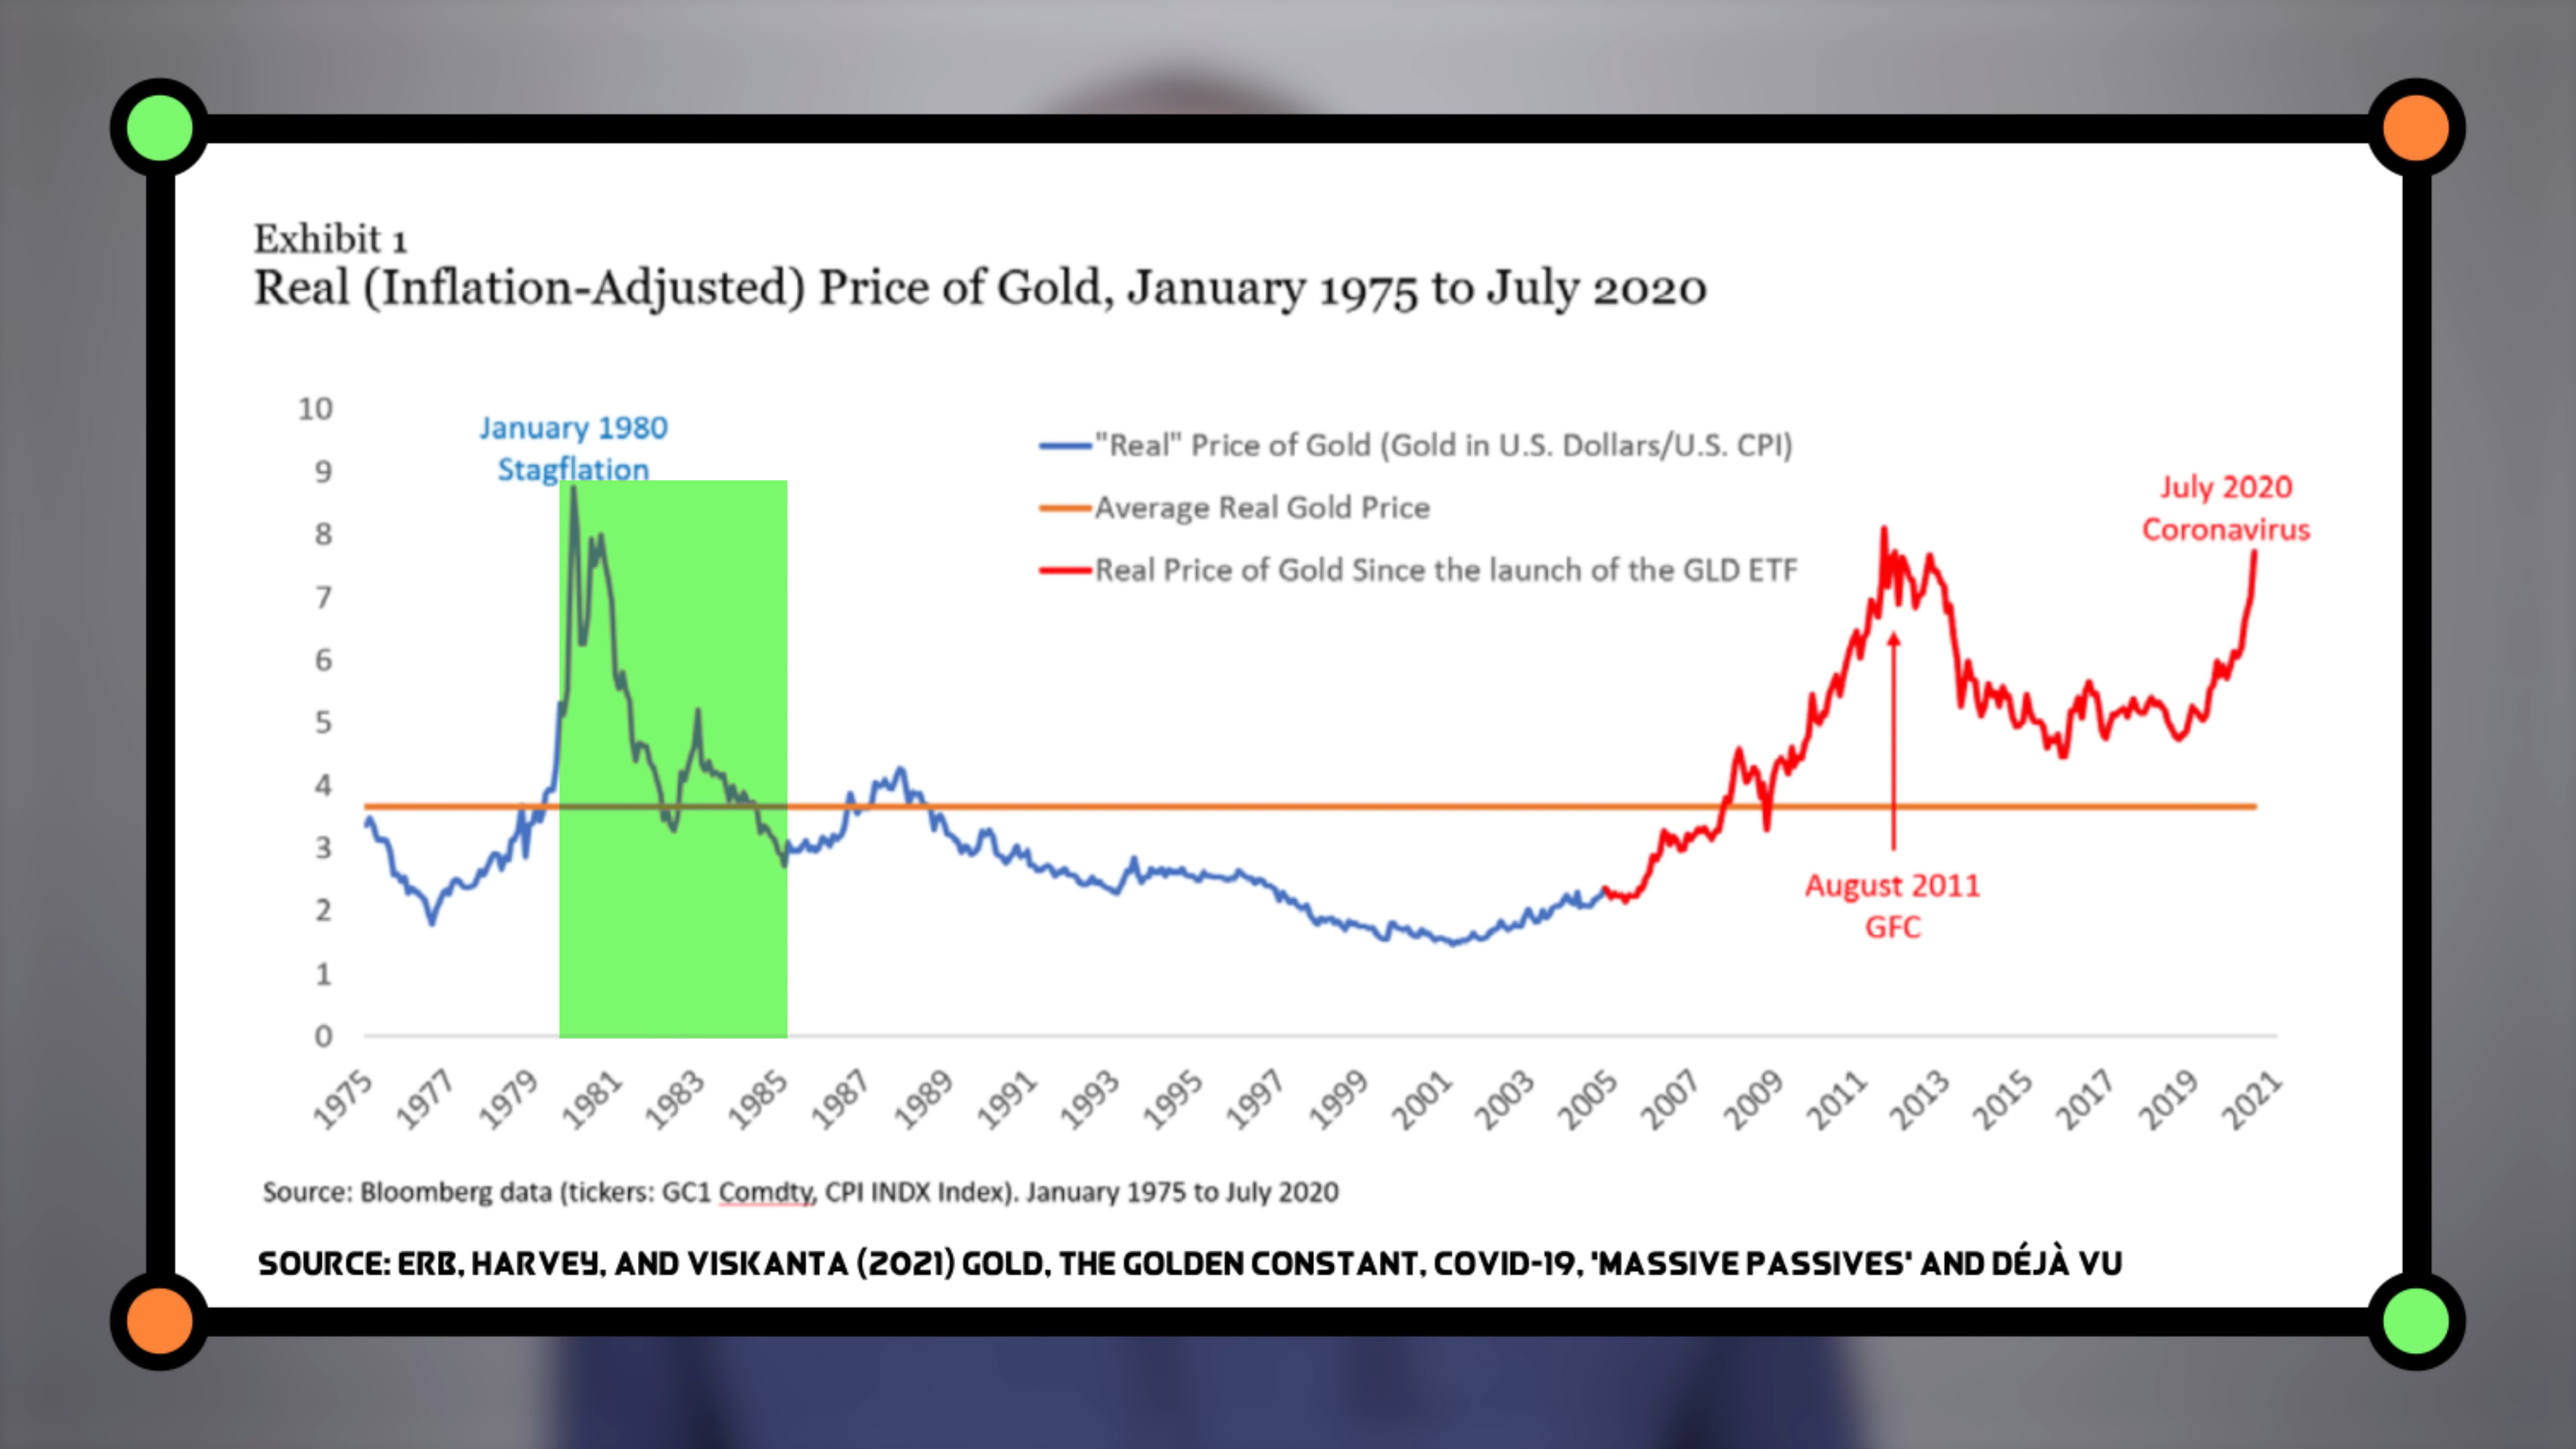 Exhibit 1
Real (Inflation-Adjusted) Price of Gold, January 1975 to July 2020
10
9
8
7
6
5
4
3
2
1
0
January 1980
Stagflation
"Real" Price of Gold (Gold in U.S. Dollars/U.S. CPI)
Average Real Gold Price
Real Price of Gold Since the launch of the GLD ETF
July 2020
Coronavirus
August 2011
GFC
1975 1977 1979 1981 1983 1985 1987 1989 1991 1993 1995 1997 1999 2001 2003 2005 2007 2009 2011 2013 2015 2017 2019 2021
Source: Bloomberg data (tickers: GC1 Comdty, CPI INDX Index). January 1975 to July 2020
SOURCE: ERB, HARVEY, AND VISKANTA (2021) GOLD, THE GOLDEN CONSTANT, COVID-19, 'MASSIVE PASSIVES' AND DÉJÀ VU